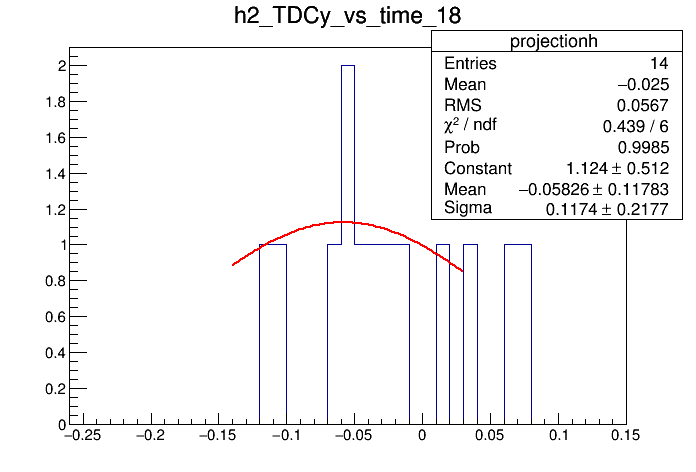 h2_TDCy_vs_time_18
projectionh
Entries 14
Mean −0.025
RMS 0.0567
χ² / ndf 0.439 / 6
Prob 0.9985
Constant 1.124 ± 0.512
Mean −0.05826 ± 0.11783
Sigma 0.1174 ± 0.2177
2
1.8
1.6
1.4
1.2
1
0.8
0.6
0.4
0.2
0
−0.25 −0.2 −0.15 −0.1 −0.05 0 0.05 0.1 0.15